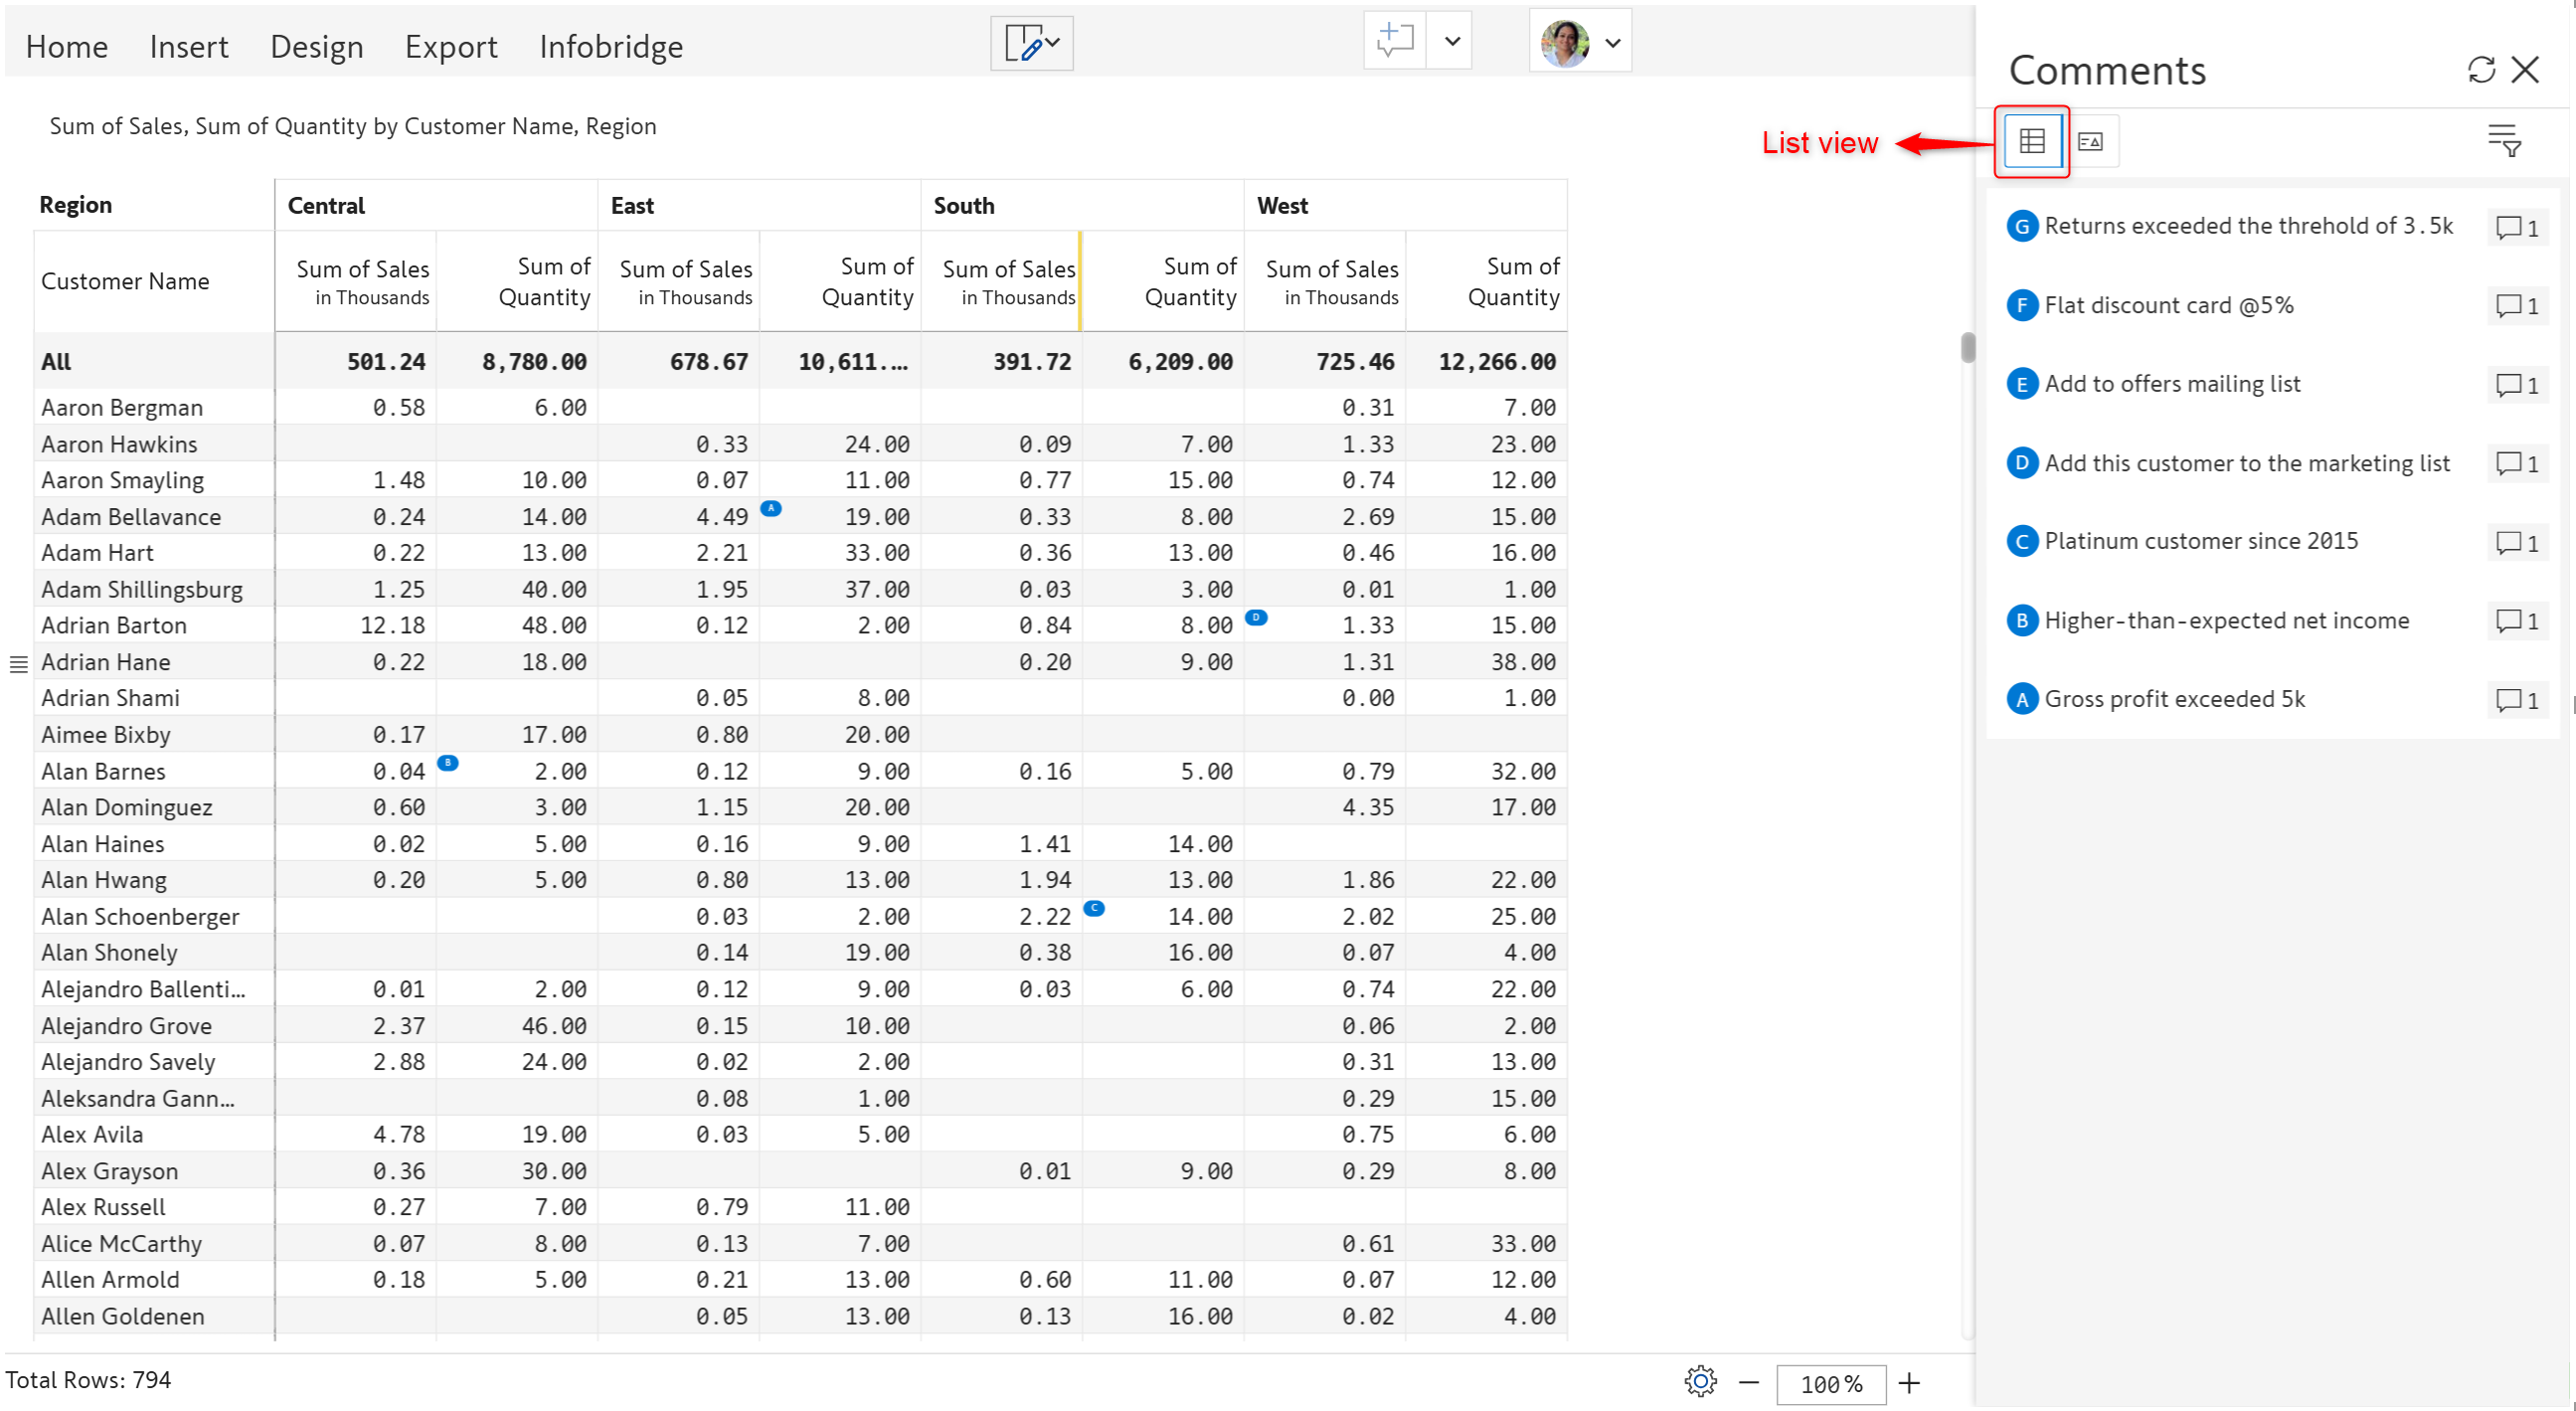 Home Insert Design Export Infobridge
Comments
Sum of Sales, Sum of Quantity by Customer Name, Region
List view
Region Central East South West
Customer Name Sum of Sales in Thousands Sum of Quantity Sum of Sales in Thousands Sum of Quantity Sum of Sales in Thousands Sum of Quantity Sum of Sales in Thousands Sum of Quantity
All 501.24 8,780.00 678.67 10,611.... 391.72 6,209.00 725.46 12,266.00
Aaron Bergman 0.58 6.00 0.31 7.00
Aaron Hawkins 0.33 24.00 0.09 7.00 1.33 23.00
Aaron Smayling 1.48 10.00 0.07 11.00 0.77 15.00 0.74 12.00
Adam Bellavance 0.24 14.00 4.49 A 19.00 0.33 8.00 2.69 15.00
Adam Hart 0.22 13.00 2.21 33.00 0.36 13.00 0.46 16.00
Adam Shillingsburg 1.25 40.00 1.95 37.00 0.03 3.00 0.01 1.00
Adrian Barton 12.18 48.00 0.12 2.00 0.84 8.00 D 1.33 15.00
Adrian Hane 0.22 18.00 0.20 9.00 1.31 38.00
Adrian Shami 0.05 8.00 0.00 1.00
Aimee Bixby 0.17 17.00 0.80 20.00
Alan Barnes 0.04 B 2.00 0.12 9.00 0.16 5.00 0.79 32.00
Alan Dominguez 0.60 3.00 1.15 20.00 4.35 17.00
Alan Haines 0.02 5.00 0.16 9.00 1.41 14.00
Alan Hwang 0.20 5.00 0.80 13.00 1.94 13.00 1.86 22.00
Alan Schoenberger 0.03 2.00 2.22 C 14.00 2.02 25.00
Alan Shonely 0.14 19.00 0.38 16.00 0.07 4.00
Alejandro Ballenti... 0.01 2.00 0.12 9.00 0.03 6.00 0.74 22.00
Alejandro Grove 2.37 46.00 0.15 10.00 0.06 2.00
Alejandro Savely 2.88 24.00 0.02 2.00 0.31 13.00
Aleksandra Gann... 0.08 1.00 0.29 15.00
Alex Avila 4.78 19.00 0.03 5.00 0.75 6.00
Alex Grayson 0.36 30.00 0.01 9.00 0.29 8.00
Alex Russell 0.27 7.00 0.79 11.00
Alice McCarthy 0.07 8.00 0.13 7.00 0.61 33.00
Allen Armold 0.18 5.00 0.21 13.00 0.60 11.00 0.07 12.00
Allen Goldenen 0.05 13.00 0.13 16.00 0.02 4.00
Total Rows: 794
100%
G Returns exceeded the threhold of 3.5k 1
F Flat discount card @5% 1
E Add to offers mailing list 1
D Add this customer to the marketing list 1
C Platinum customer since 2015 1
B Higher-than-expected net income 1
A Gross profit exceeded 5k 1